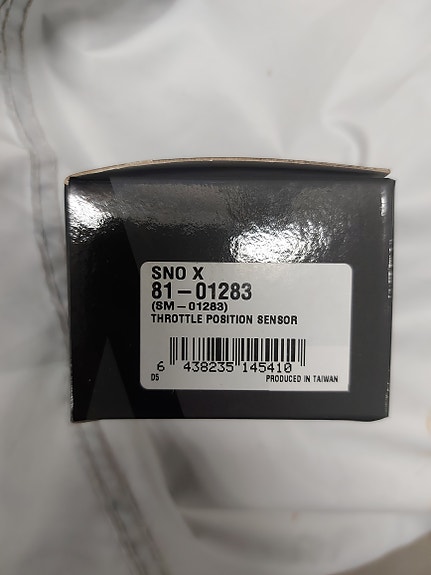 SNO X
81-01283
(SM-01283)
THROTTLE POSITION SENSOR
6 438235 145410
D5 PRODUCED IN TAIWAN